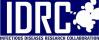 IDRC
INFECTIOUS DISEASES RESEARCH COLLABORATION